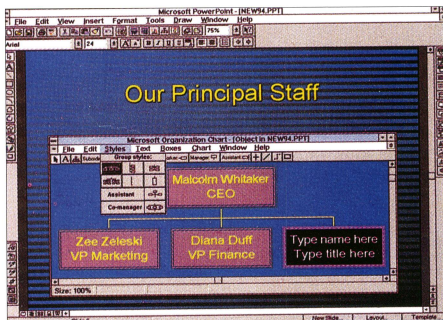 Microsoft PowerPoint - [NEW94.PPT]
File Edit View Insert Format Tools Draw Window Help
75%
Arial 24 B I U S
Our Principal Staff
Microsoft Organization Chart - [Object in NEW94.PPT]
File Edit Styles Text Boxes Chart Window Help
A Manager Assistant
Group styles:
Assistant
Co-manager
Malcolm Whitaker
CEO
Zee Zeleski
VP Marketing
Diana Duff
VP Finance
Type name here
Type title here
Size: 100%
New Slide... Layout... Template...